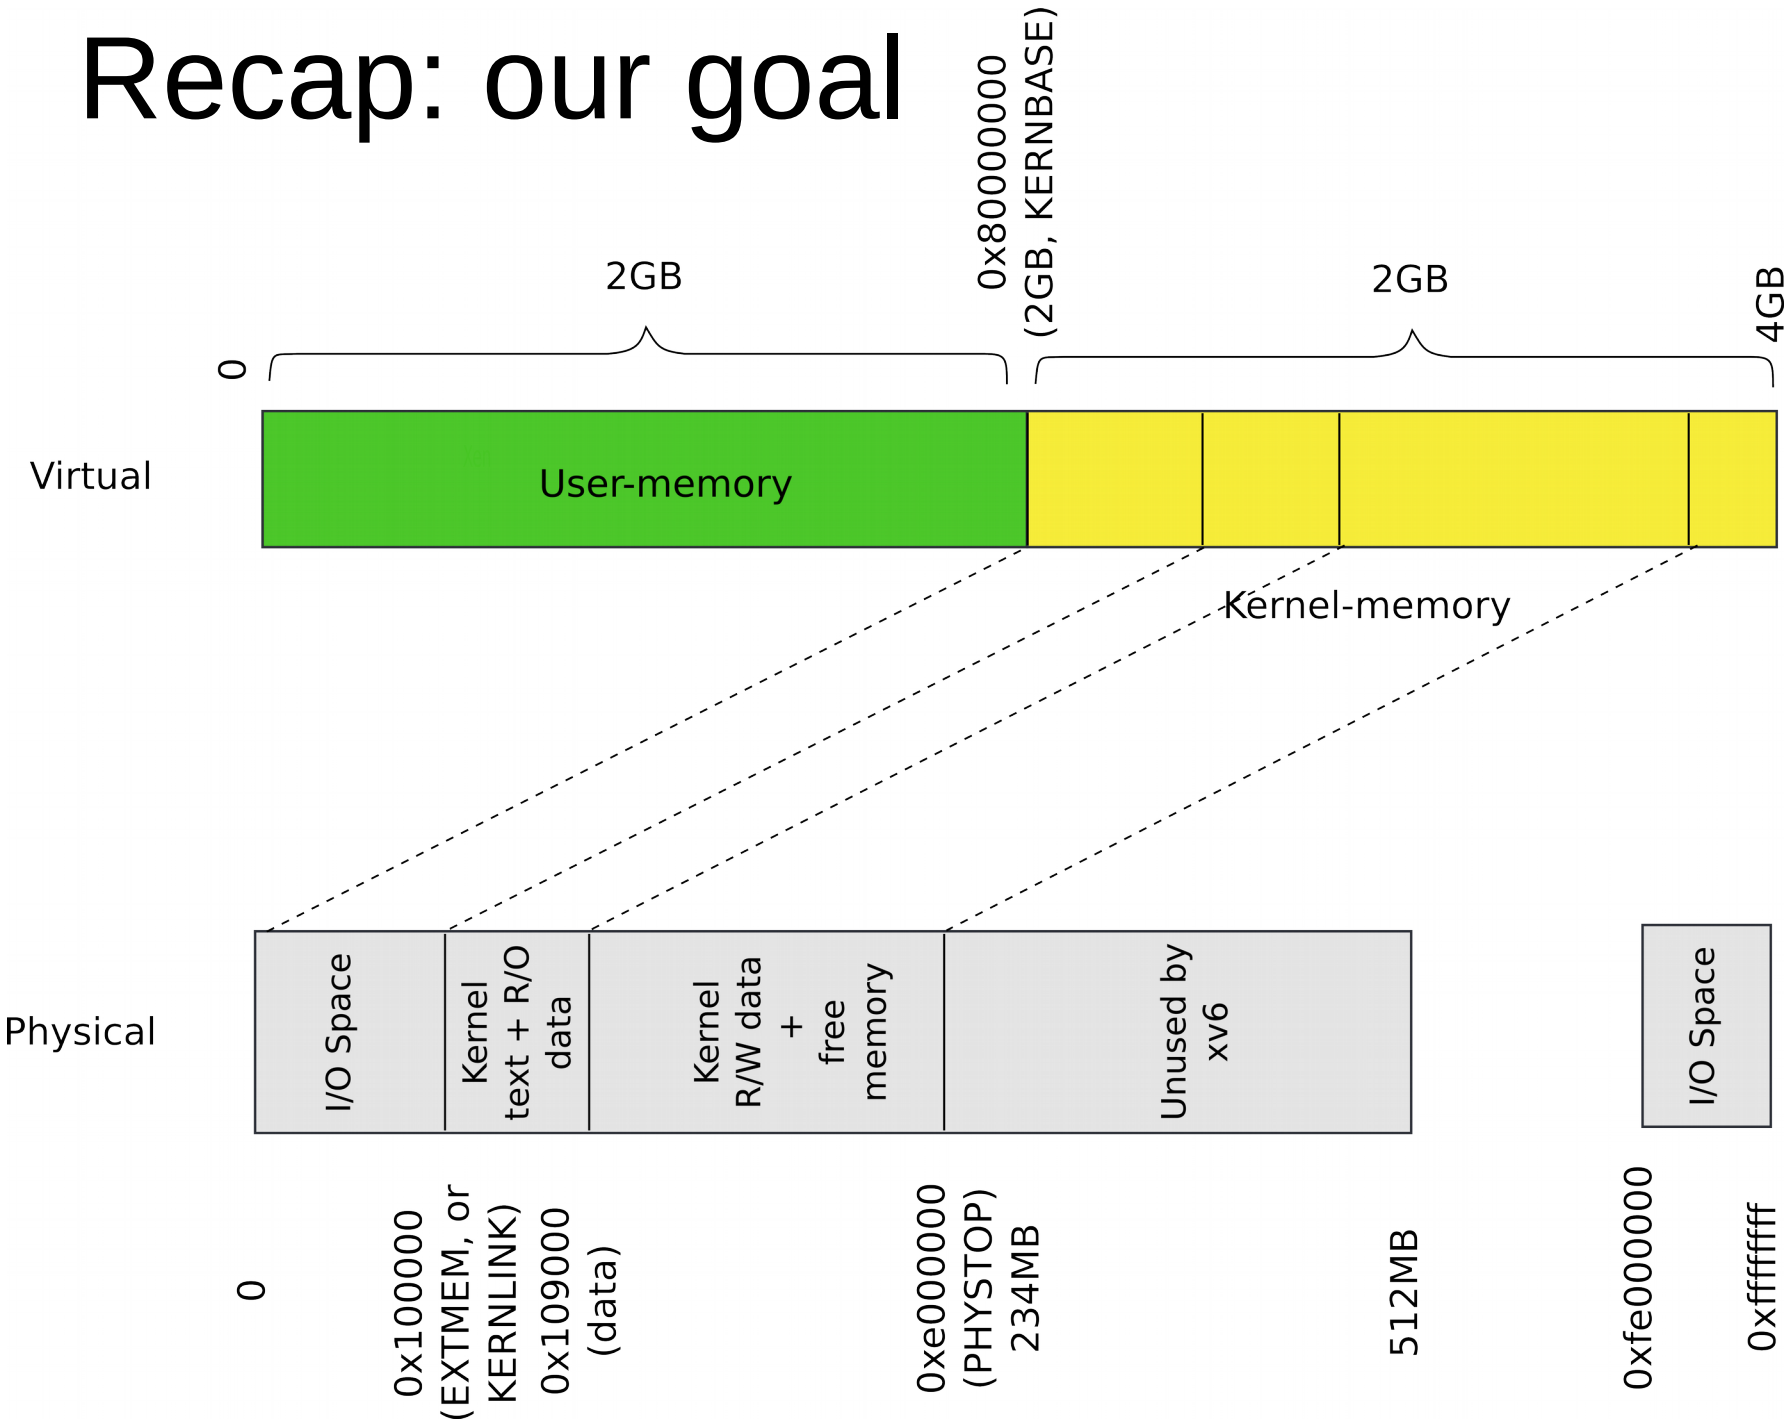 Recap: our goal
0x80000000
(2GB, KERNBASE)
2GB
2GB
4GB
0
Virtual
User-memory
Kernel-memory
Physical
I/O Space
Kernel
text + R/O
data
Kernel
R/W data
+
free
memory
Unused by
xv6
I/O Space
0
0x100000
(EXTMEM, or
KERNLINK)
0x109000
(data)
0xe000000
(PHYSTOP)
234MB
512MB
0xfe000000
0xffffffff